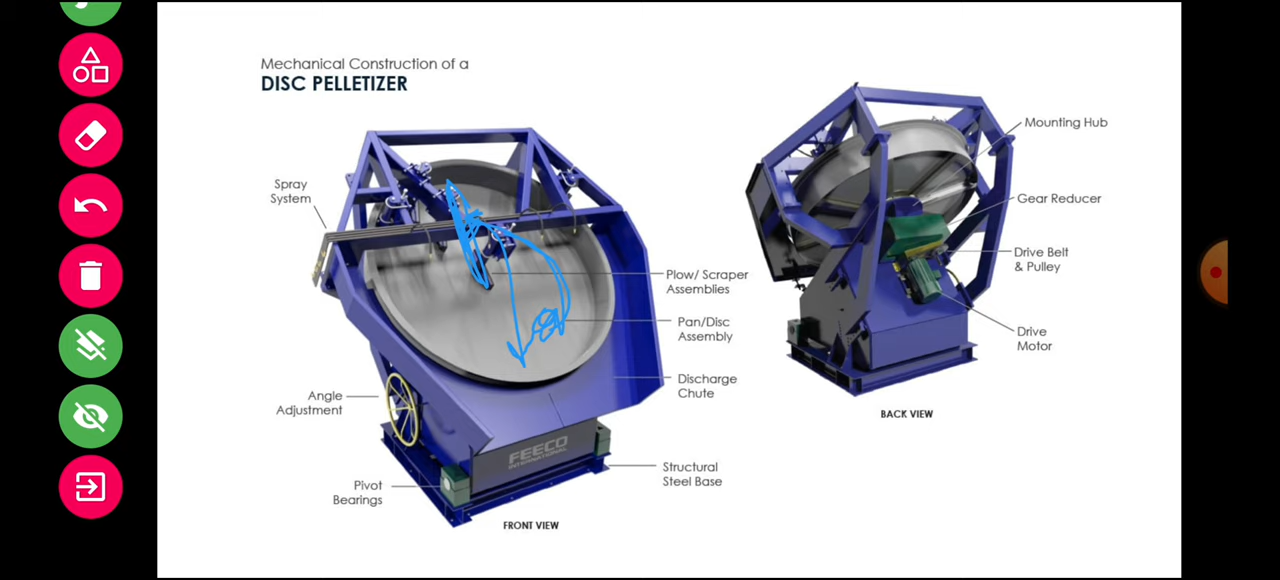 Mechanical Construction of a
DISC PELLETIZER
Spray
System
Plow/ Scraper
Assemblies
Pan/Disc
Assembly
Discharge
Chute
Angle
Adjustment
FEECO
INTERNATIONAL
Structural
Steel Base
Pivot
Bearings
FRONT VIEW
Mounting Hub
Gear Reducer
Drive Belt
& Pulley
Drive
Motor
BACK VIEW